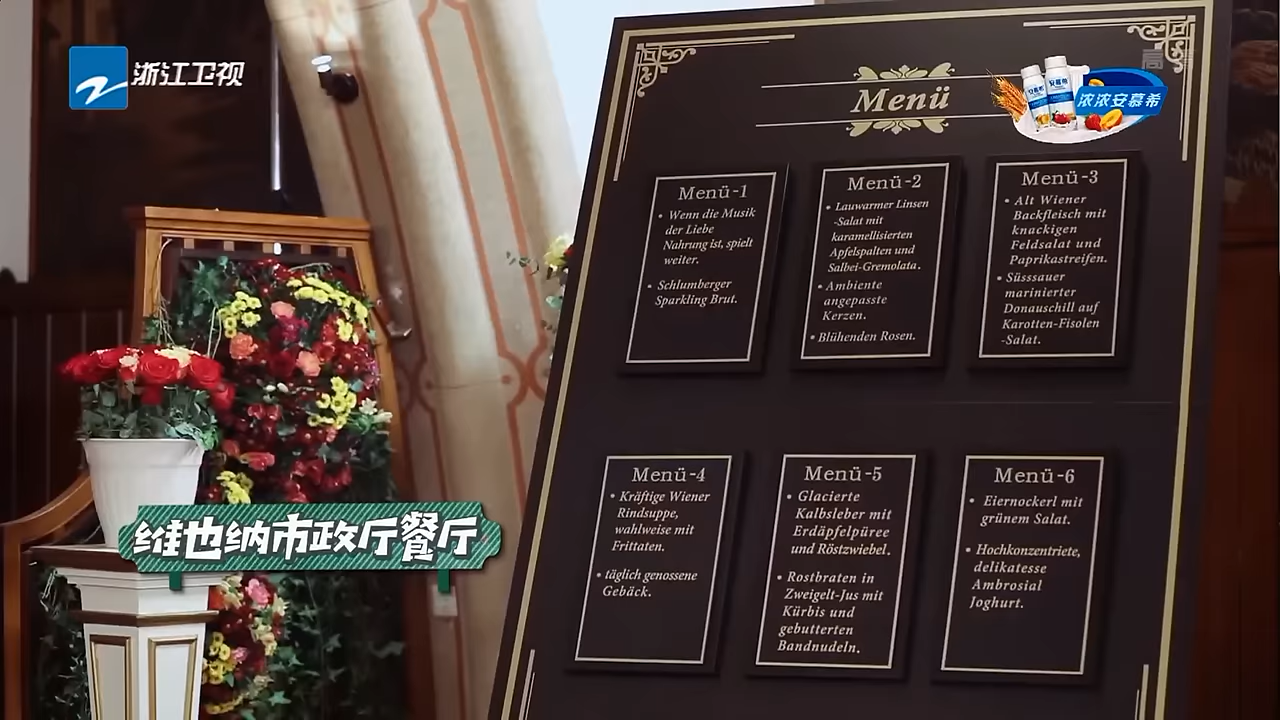 浙江卫视
高清
浓浓安慕希
Menü
Menü-1
• Wenn die Musik
der Liebe
Nahrung ist, spielt
weiter.
• Schlumberger
Sparkling Brut.
Menü-2
• Lauwarmer Linsen
-Salat mit
karamellisierten
Apfelspalten und
Salbei-Gremolata.
• Ambiente
angepasste
Kerzen.
• Blühenden Rosen.
Menü-3
• Alt Wiener
Backfleisch mit
knackigen
Feldsalat und
Paprikastreifen.
• Süsssauer
marinierter
Donauschill auf
Karotten-Fisolen
-Salat.
Menü-4
• Kräftige Wiener
Rindsuppe,
wahlweise mit
Frittaten.
• täglich genossene
Gebäck.
Menü-5
• Glacierte
Kalbsleber mit
Erdäpfelpüree
und Röstzwiebel.
• Rostbraten in
Zweigelt-Jus mit
Kürbis und
gebutterten
Bandnudeln.
Menü-6
• Eiernockerl mit
grünem Salat.
• Hochkonzentriete,
delikatesse
Ambrosial
Joghurt.
维也纳市政厅餐厅